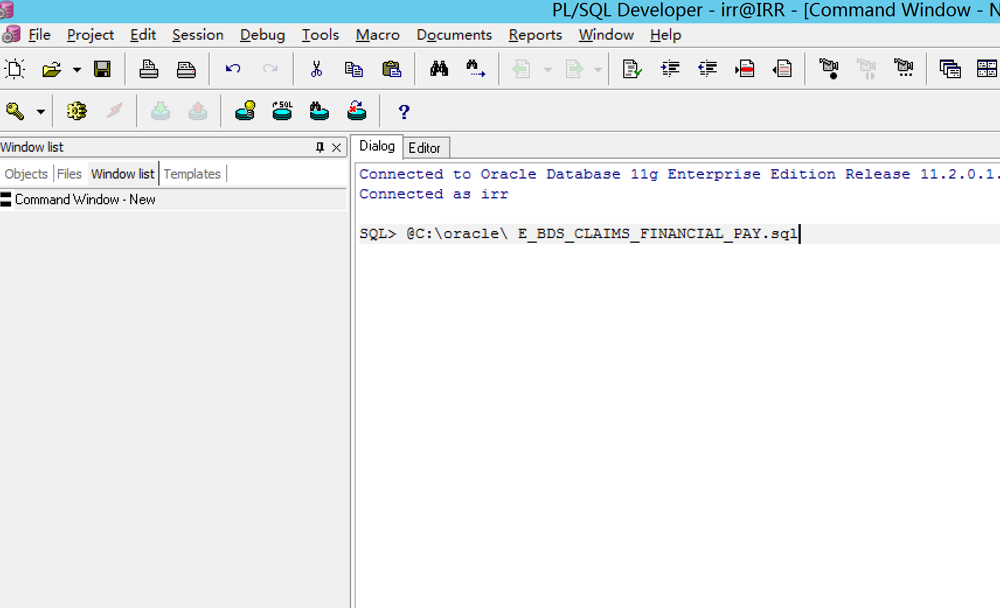 PL/SQL Developer - irr@IRR - [Command Window - N
File Project Edit Session Debug Tools Macro Documents Reports Window Help
SQL
?
Window list
Dialog Editor
Objects Files Window list Templates
Command Window - New
Connected to Oracle Database 11g Enterprise Edition Release 11.2.0.1.
Connected as irr
SQL> @C:\oracle\ E_BDS_CLAIMS_FINANCIAL_PAY.sql